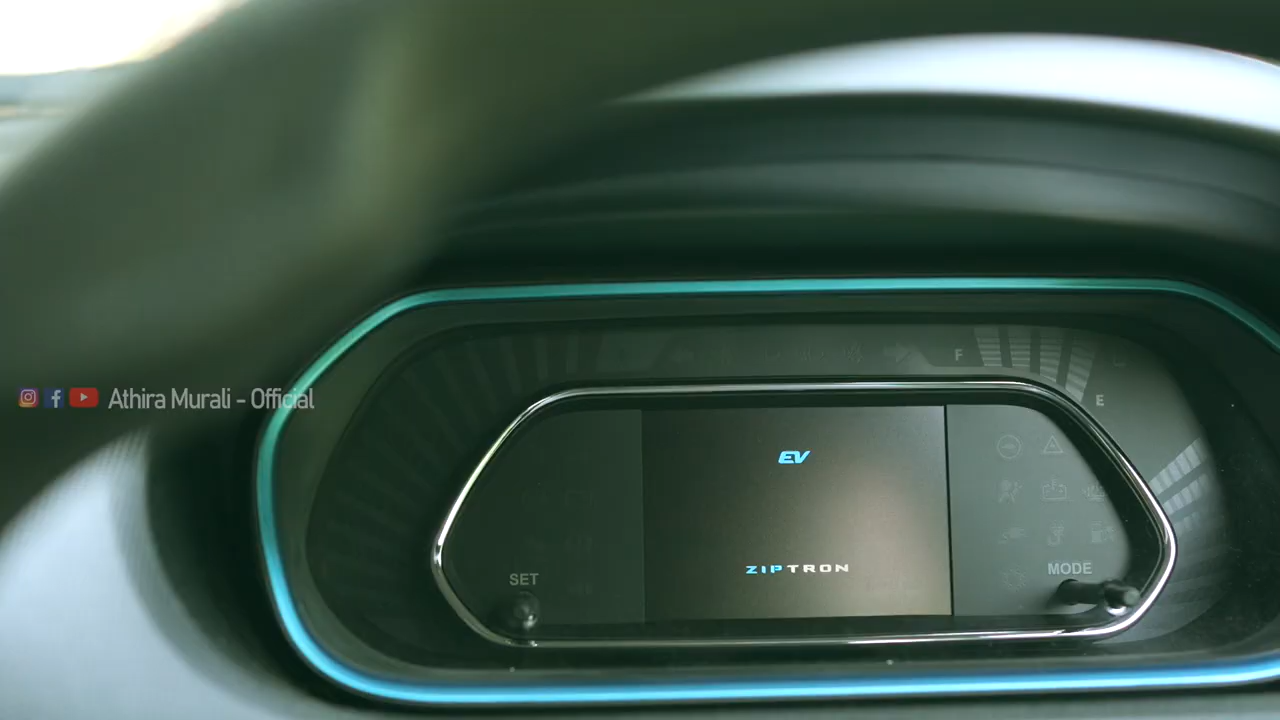 F
E
Athira Murali - Official
EV
ZIPTRON
SET
MODE